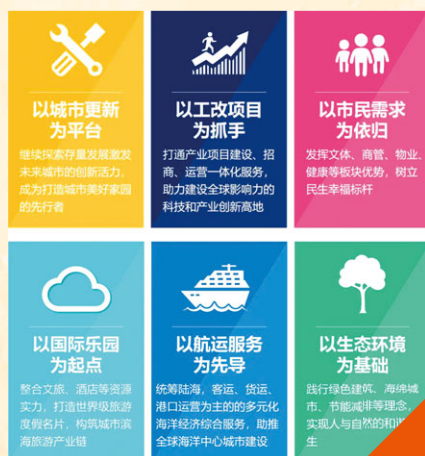 以城市更新
为平台
继续探索存量发展激发
未来城市的创新活力，
成为打造城市美好家园
的先行者
以工改项目
为抓手
打通产业项目建设、招
商、运营一体化服务，
助力建设全球影响力的
科技和产业创新高地
以市民需求
为依归
发挥文体、商管、物业、
健康等板块优势，树立
民生幸福标杆
以国际乐园
为起点
整合文旅、酒店等资源
实力，打造世界级旅游
度假名片，构筑城市滨
海旅游产业链
以航运服务
为先导
统筹陆海，客运、货运、
港口运营为主的的多元化
海洋经济综合服务，助推
全球海洋中心城市建设
以生态环境
为基础
践行绿色建筑、海绵城
市、节能减排等理念，
实现人与自然的和谐
生